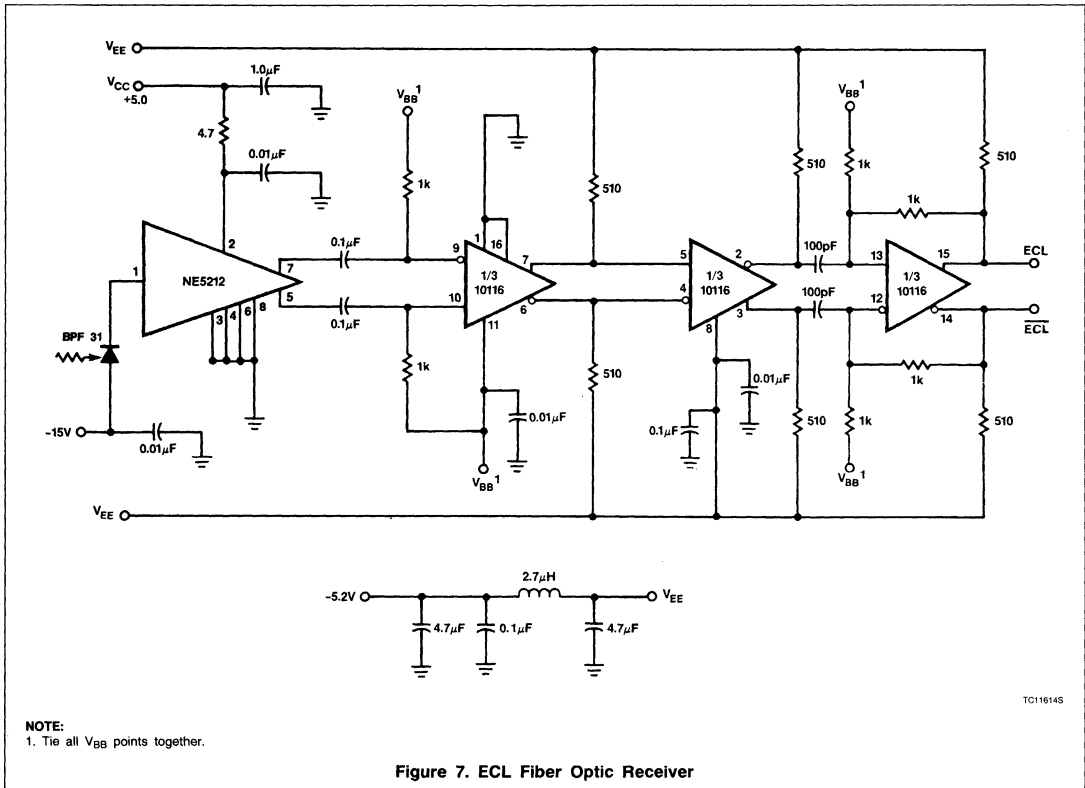 VEE
VCC
+5.0
1.0μF
4.7
0.01μF
VBB1
1k
510
510
VBB1
1k
1k
510
1
NE5212
2
7
5
3
4
6
8
0.1μF
0.1μF
9
10
1
16
1/3
10116
7
6
11
5
4
1/3
10116
2
3
8
100pF
100pF
13
12
1/3
10116
15
14
ECL
ECL
BPF 31
-15V
0.01μF
1k
0.01μF
VBB1
510
0.1μF
0.01μF
510
1k
VBB1
1k
510
VEE
-5.2V
2.7μH
VEE
4.7μF
0.1μF
4.7μF
TC11614S
NOTE:
1. Tie all VBB points together.
Figure 7. ECL Fiber Optic Receiver